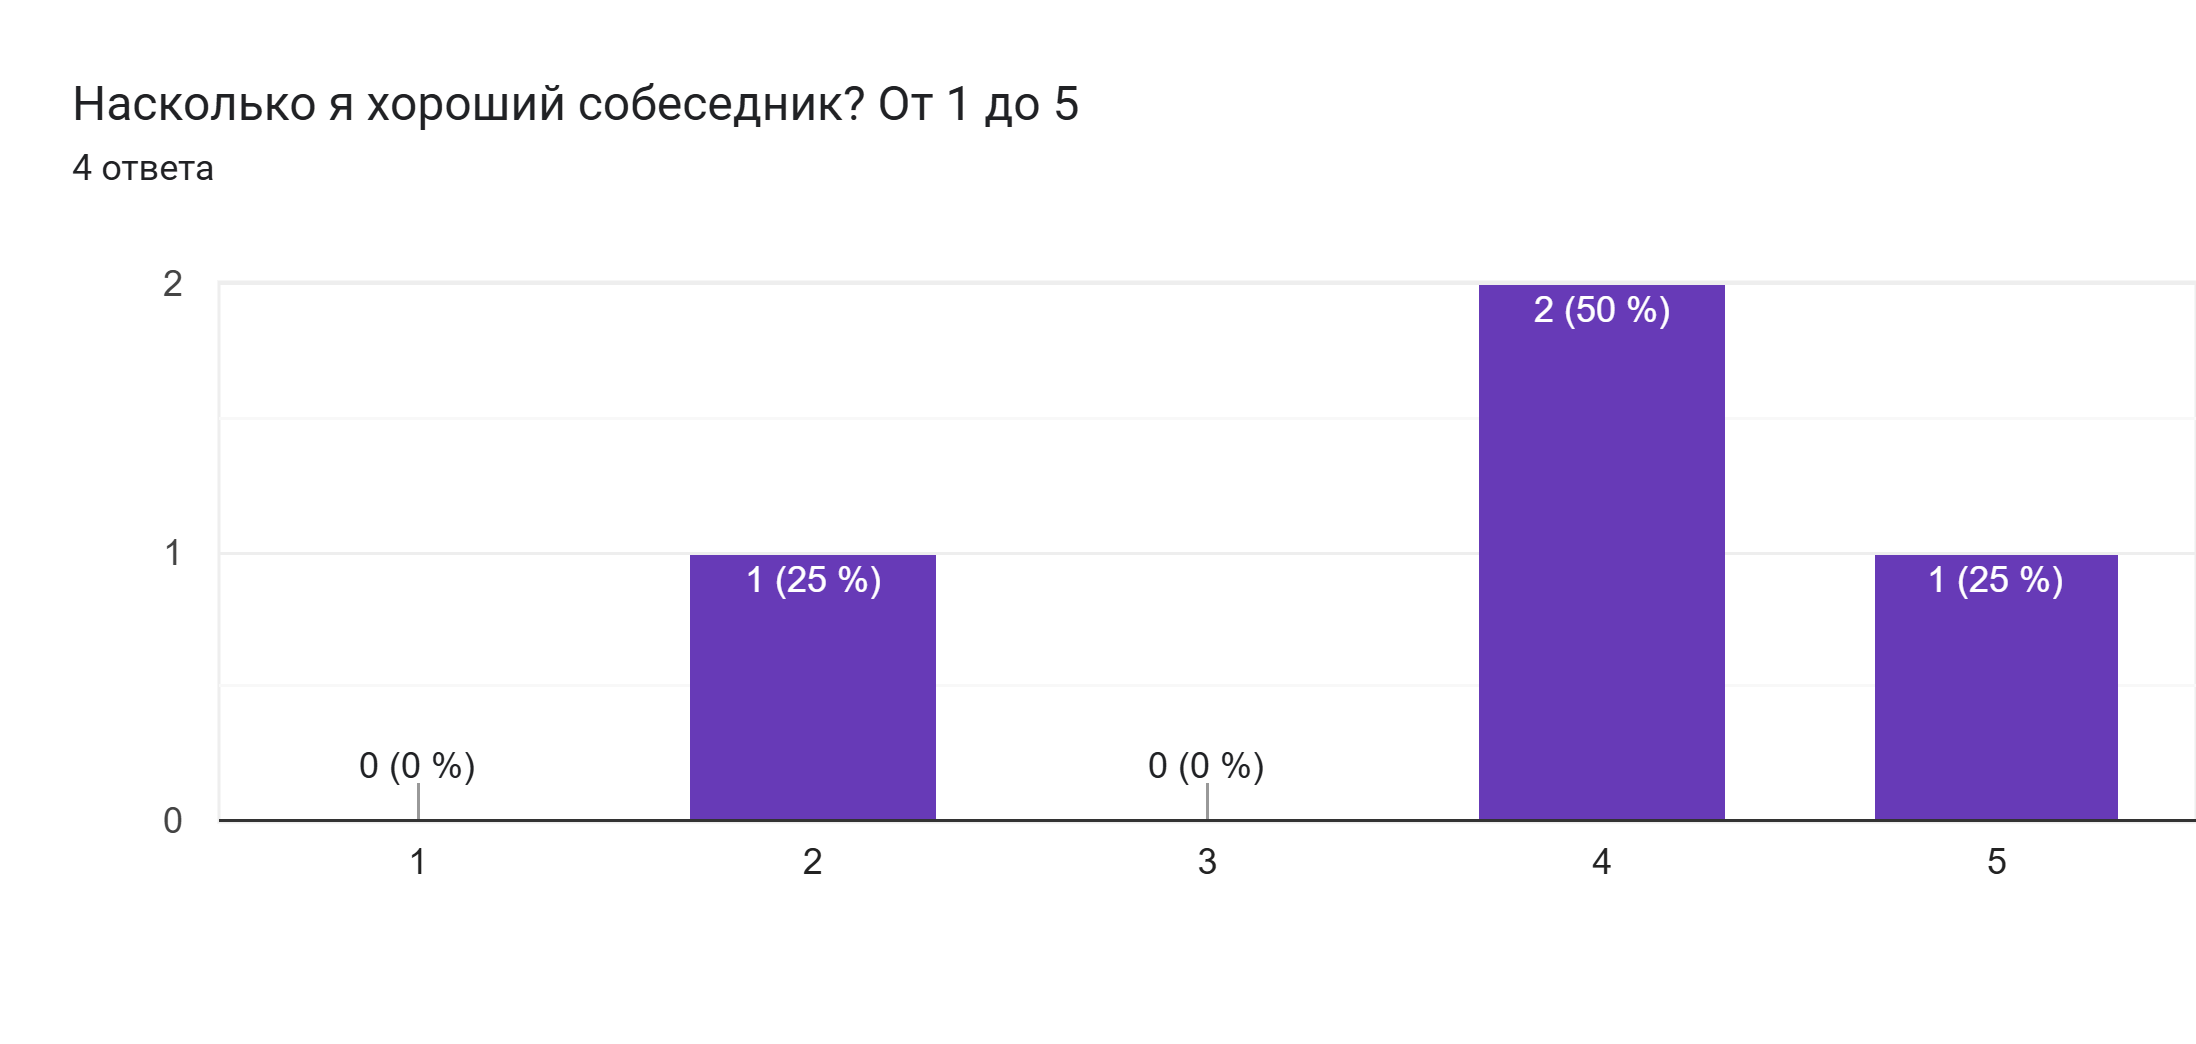 Насколько я хороший собеседник? От 1 до 5
4 ответа
2
2 (50 %)
1
1 (25 %)
1 (25 %)
0 (0 %)
0 (0 %)
0
1 2 3 4 5